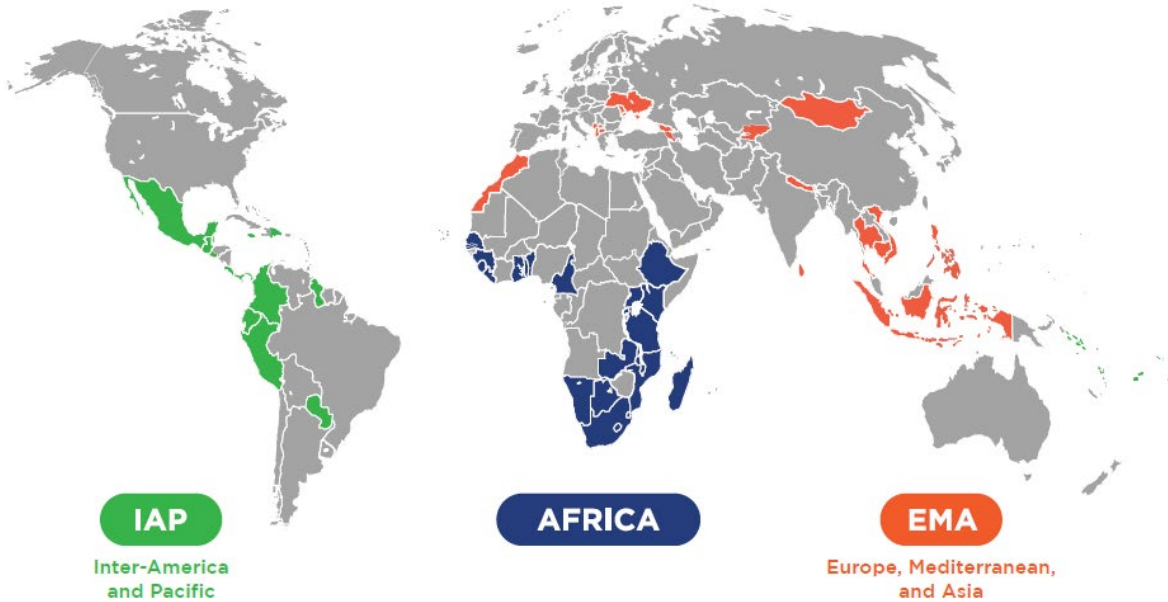 IAP
Inter-America
and Pacific
AFRICA
EMA
Europe, Mediterranean,
and Asia